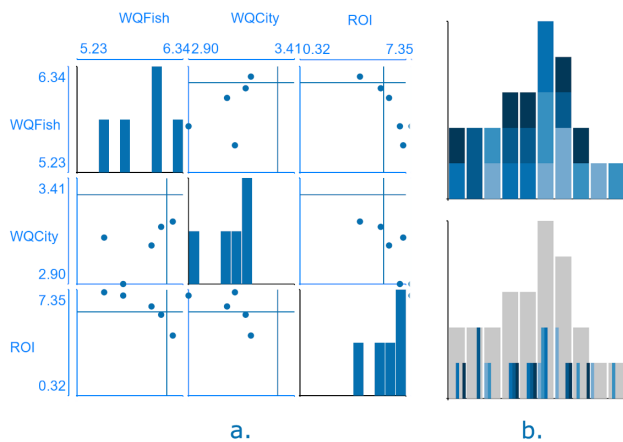 WQFish WQCity ROI
5.23 6.34 2.90 3.41 0.32 7.35
6.34
WQFish
5.23
3.41
WQCity
2.90
7.35
ROI
0.32
a. b.